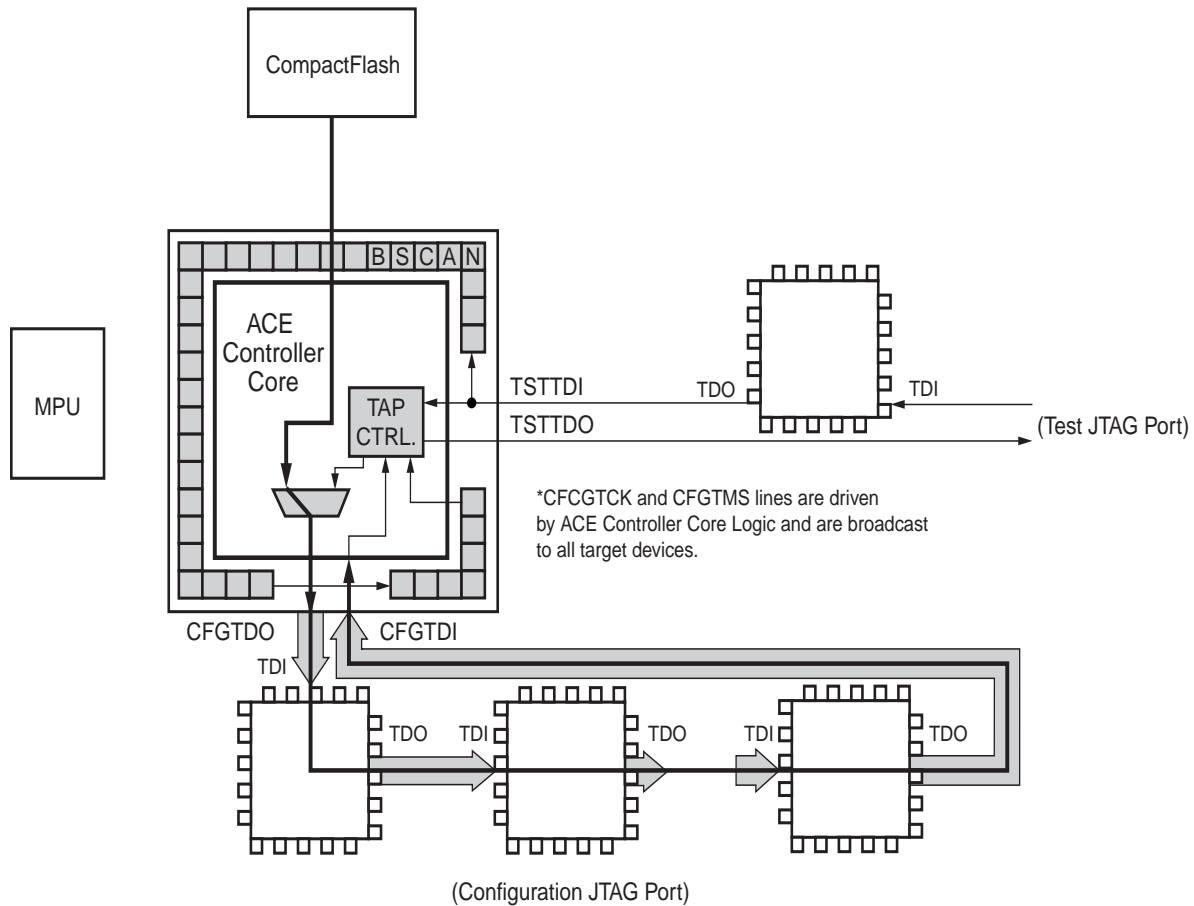 CompactFlash
BSCAN
ACE
Controller
Core
MPU
TAP
CTRL.
TSTTDI
TSTTDO
TDO
TDI
(Test JTAG Port)
*CFCGTCK and CFGTMS lines are driven
by ACE Controller Core Logic and are broadcast
to all target devices.
CFGTDO
CFGTDI
TDI
TDO
TDI
TDO
TDI
TDO
(Configuration JTAG Port)